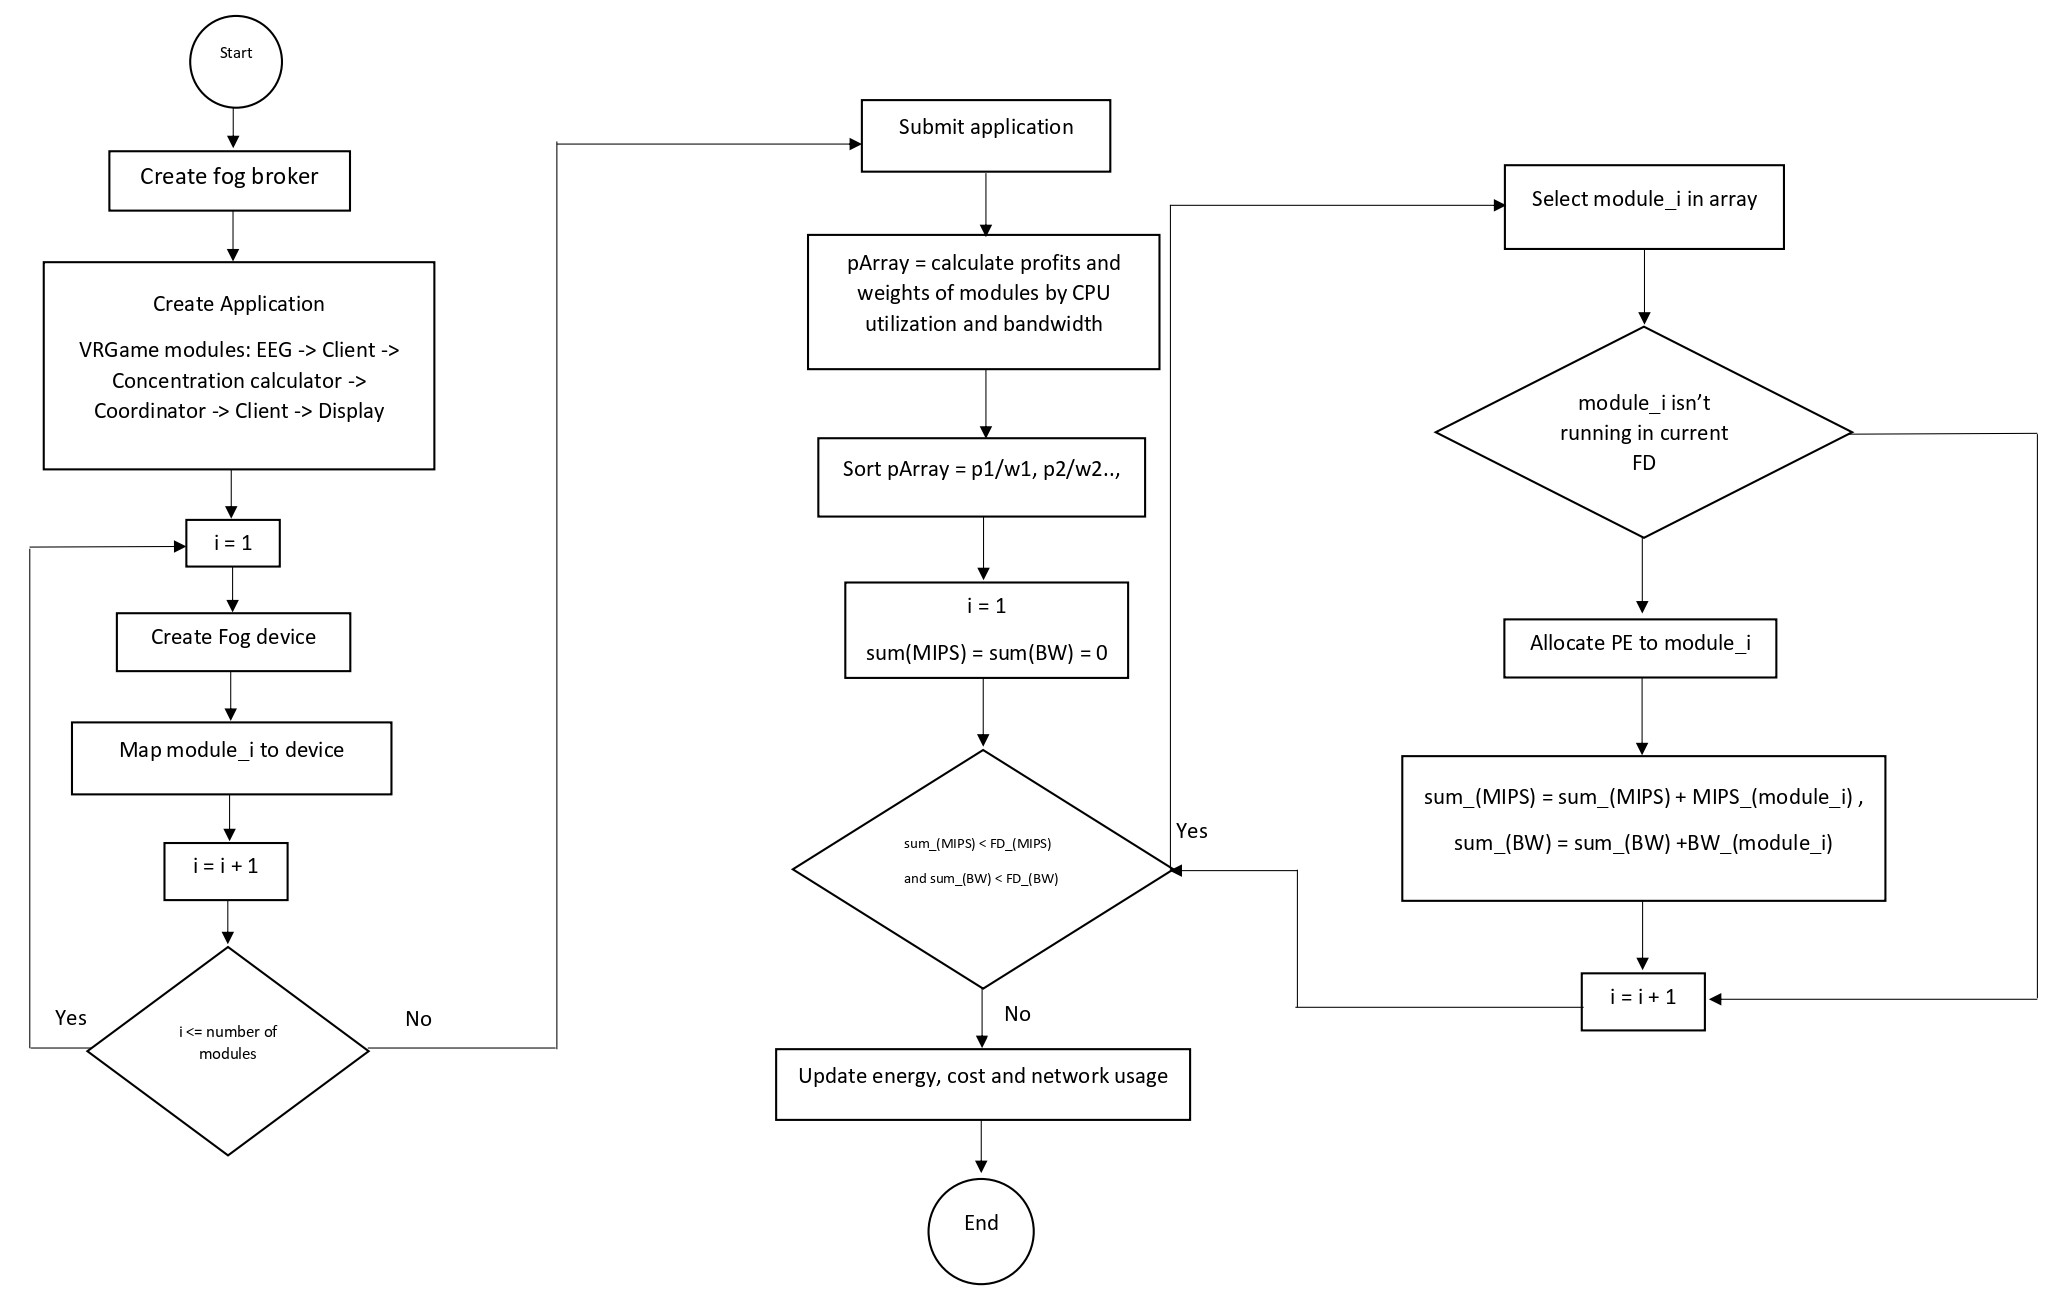 Start
Create fog broker
Create Application
VRGame modules: EEG -> Client ->
Concentration calculator ->
Coordinator -> Client -> Display
i = 1
Create Fog device
Map module_i to device
i = i + 1
i <= number of
modules
Yes
No
Submit application
pArray = calculate profits and
weights of modules by CPU
utilization and bandwidth
Sort pArray = p1/w1, p2/w2..,
i = 1
sum(MIPS) = sum(BW) = 0
sum_(MIPS) < FD_(MIPS)
and sum_(BW) < FD_(BW)
Yes
No
Update energy, cost and network usage
End
Select module_i in array
module_i isn’t
running in current
FD
Allocate PE to module_i
sum_(MIPS) = sum_(MIPS) + MIPS_(module_i) ,
sum_(BW) = sum_(BW) +BW_(module_i)
i = i + 1